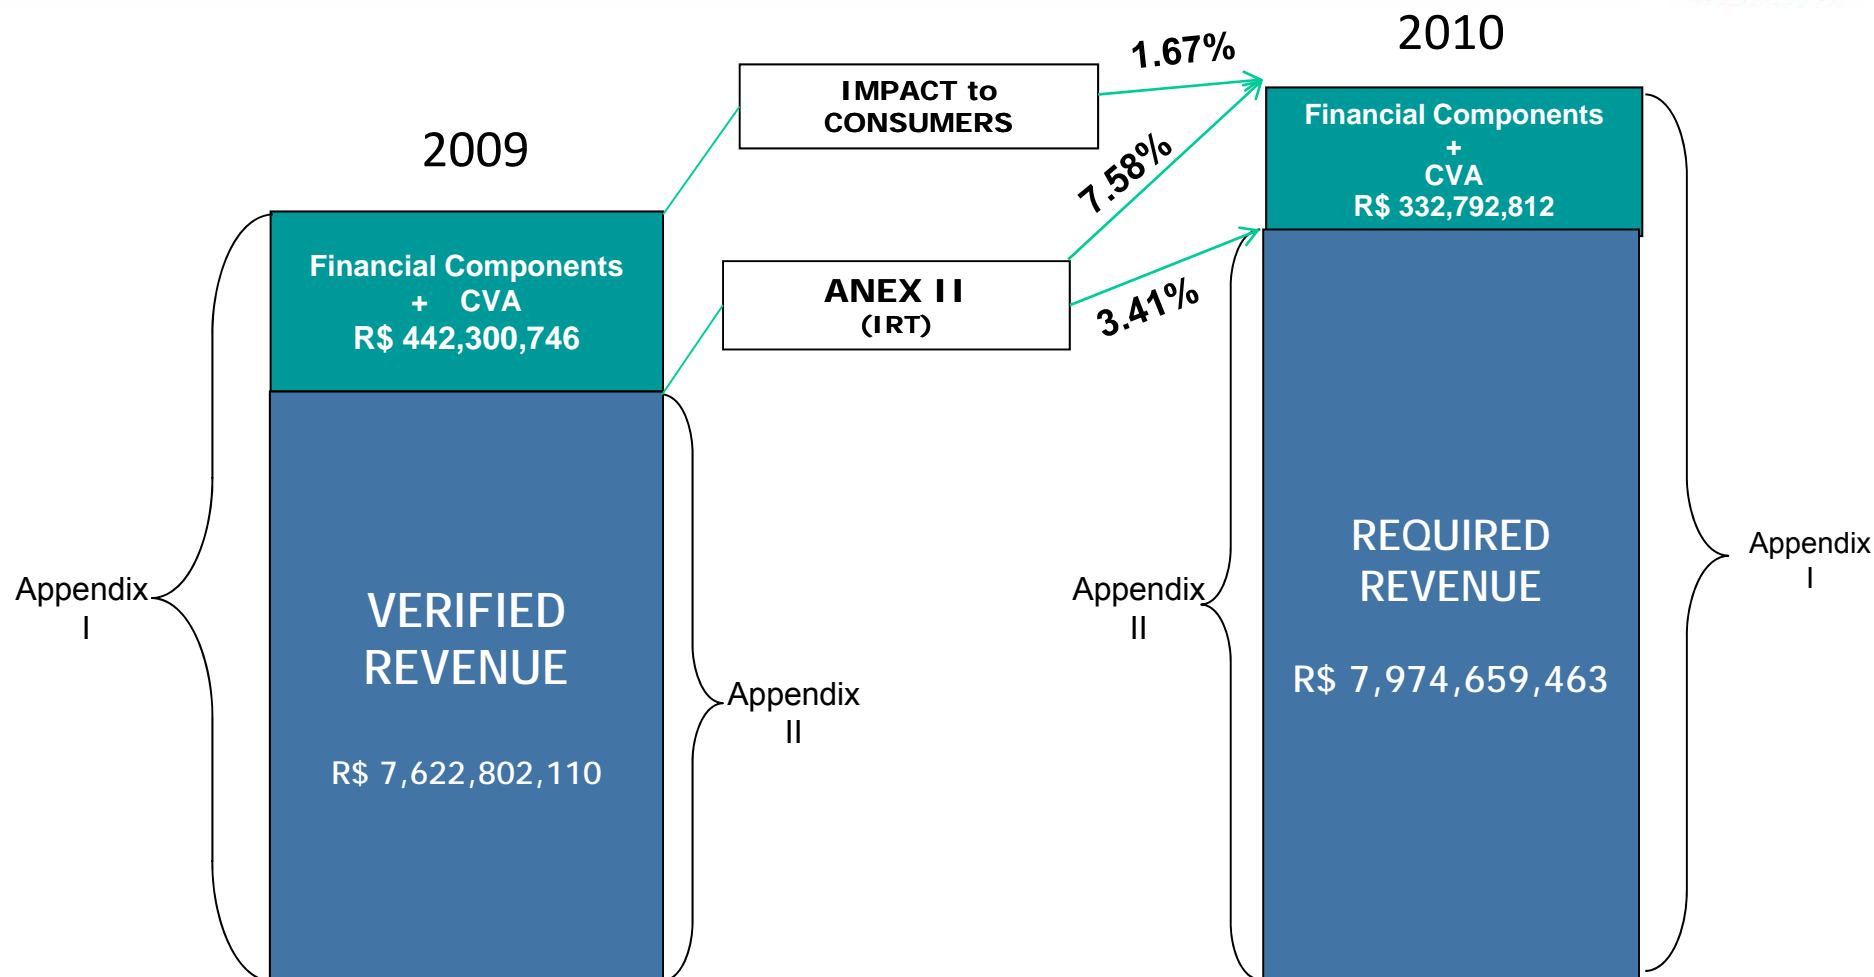 2009
Financial Components
+ CVA
R$ 442,300,746
VERIFIED
REVENUE
R$ 7,622,802,110
Appendix
I
Appendix
II
IMPACT to
CONSUMERS
ANEX II
(IRT)
1.67%
7.58%
3.41%
2010
Financial Components
+
CVA
R$ 332,792,812
REQUIRED
REVENUE
R$ 7,974,659,463
Appendix
II
Appendix
I